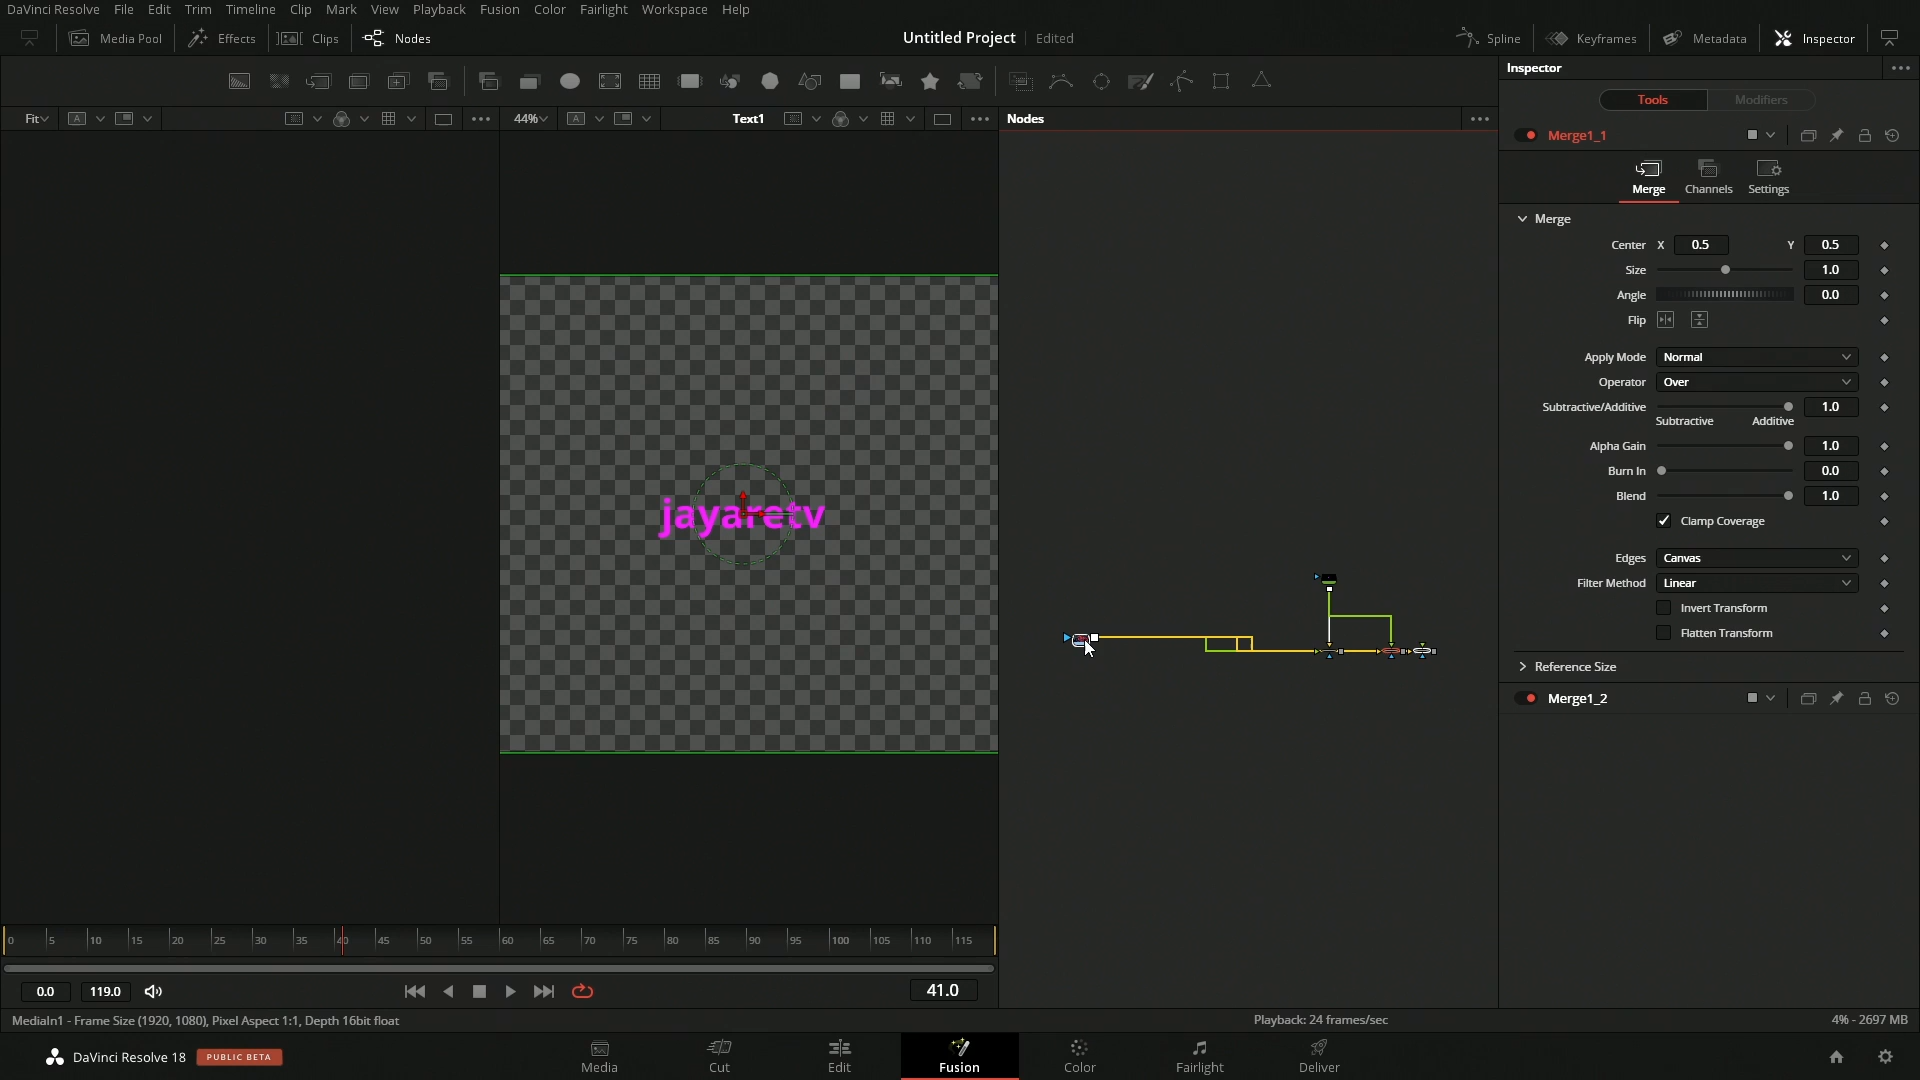 DaVinci Resolve File Edit Trim Timeline Clip Mark View Playback Fusion Color Fairlight Workspace Help
Media Pool Effects Clips Nodes Untitled Project Edited Spline Keyframes Metadata Inspector
Inspector
Tools Modifiers
Fit A 44% A Text1 Nodes
Merge1_1
Merge Channels Settings
Merge
Center X 0.5 Y 0.5
Size 1.0
Angle 0.0
Flip
Apply Mode Normal
Operator Over
Subtractive/Additive 1.0
Subtractive Additive
Alpha Gain 1.0
Burn In 0.0
Blend 1.0
jayaretv
Clamp Coverage
Edges Canvas
Filter Method Linear
Invert Transform
Flatten Transform
Reference Size
Merge1_2
0 5 10 15 20 25 30 35 40 45 50 55 60 65 70 75 80 85 90 95 100 105 110 115
0.0 119.0 41.0
MediaIn1 - Frame Size (1920, 1080), Pixel Aspect 1:1, Depth 16bit float Playback: 24 frames/sec 4% - 2697 MB
DaVinci Resolve 18 PUBLIC BETA Media Cut Edit Fusion Color Fairlight Deliver